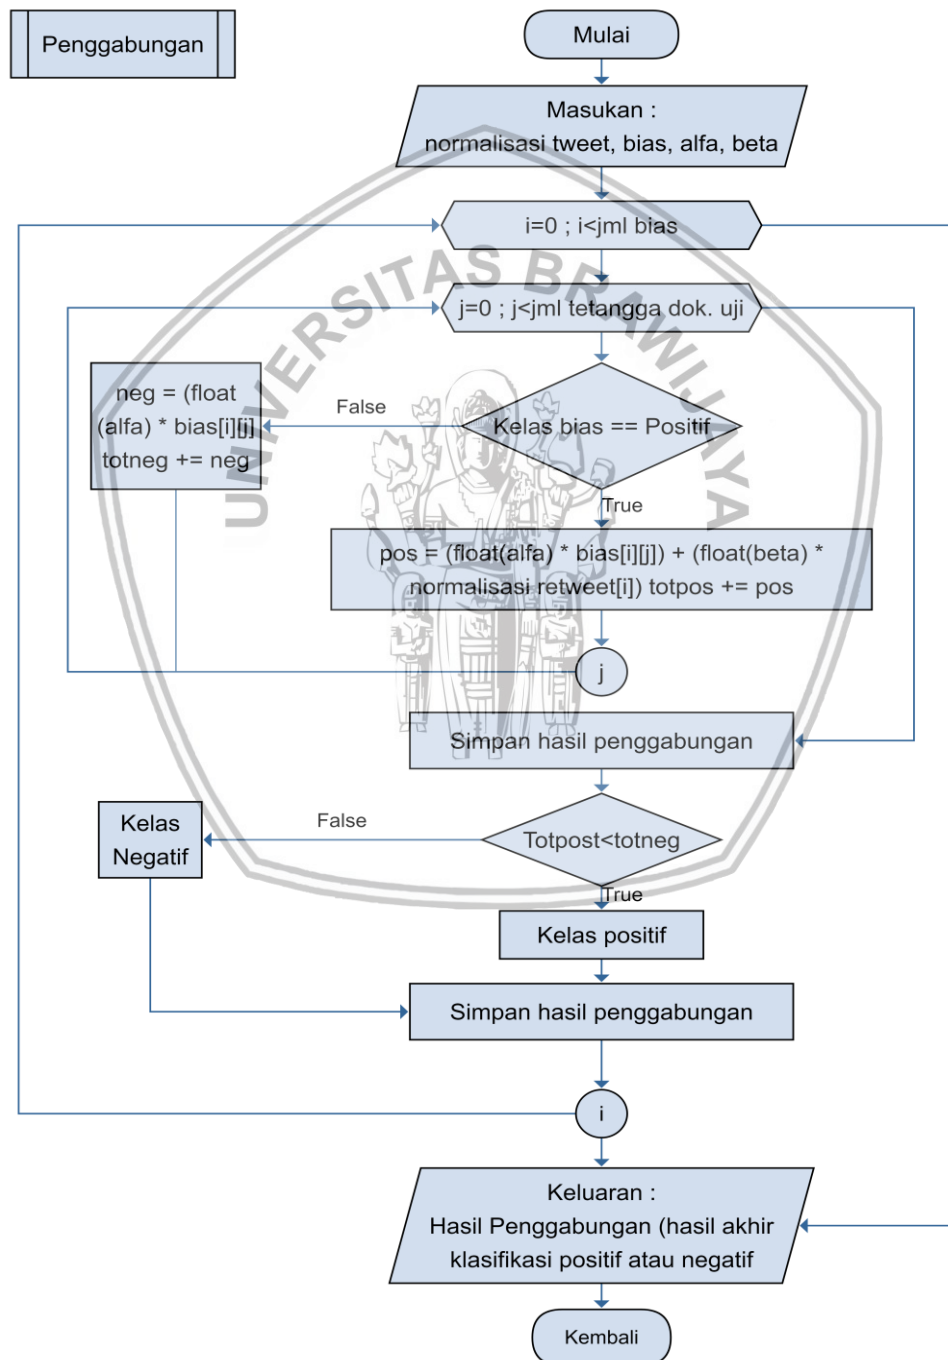 Penggabungan
Mulai
Masukan :
normalisasi tweet, bias, alfa, beta
i=0 ; i<jml bias
UNIVERSITAS BRAWIJAYA
j=0 ; j<jml tetangga dok. uji
neg = (float
(alfa) * bias[i][j]
totneg += neg
False
Kelas bias == Positif
True
pos = (float(alfa) * bias[i][j]) + (float(beta) *
normalisasi retweet[i]) totpos += pos
j
Simpan hasil penggabungan
Kelas
Negatif
False
Totpost<totneg
True
Kelas positif
Simpan hasil penggabungan
i
Keluaran :
Hasil Penggabungan (hasil akhir
klasifikasi positif atau negatif
Kembali